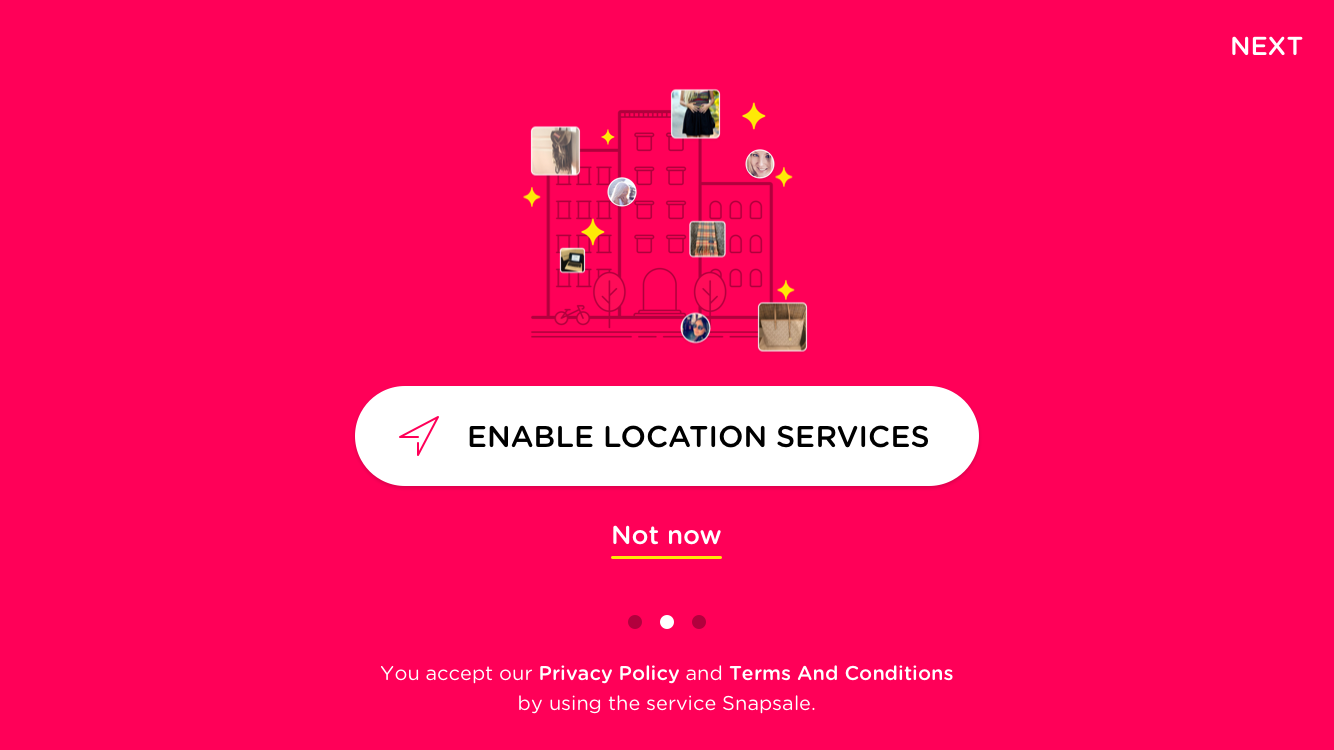 NEXT
ENABLE LOCATION SERVICES
Not now
You accept our Privacy Policy and Terms And Conditions
by using the service Snapsale.